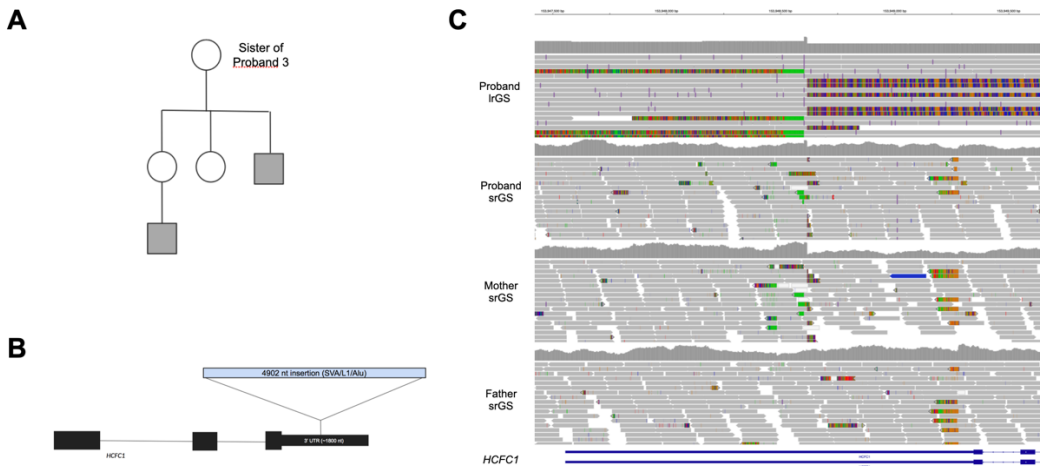 A
Sister of
Proband 3
B
4902 nt insertion (SVA/L1/Alu)
3' UTR (~1800 nt)
HCFC1
C
Proband
lrGS
Proband
srGS
Mother
srGS
Father
srGS
HCFC1
HCFC1